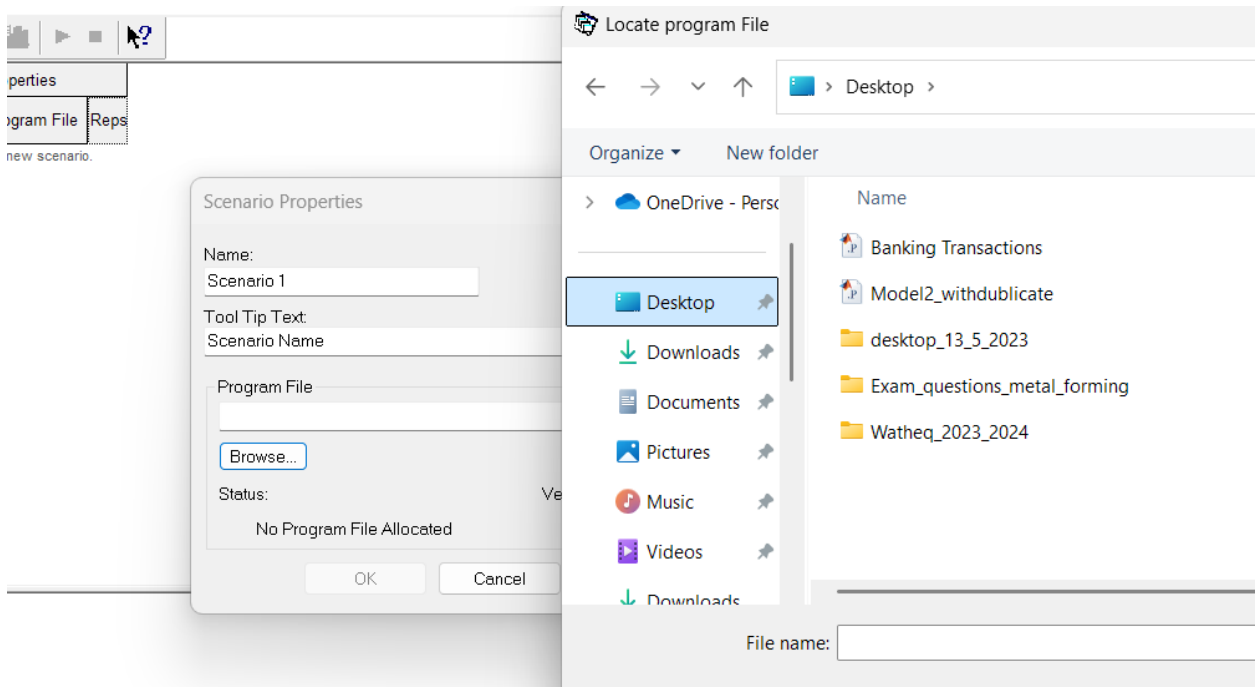 Locate program File
perties
ogram File Reps
new scenario.
Scenario Properties
Name:
Scenario 1
Tool Tip Text:
Scenario Name
Program File
Browse...
Status: Ve
No Program File Allocated
OK Cancel
Desktop
Organize New folder
OneDrive - Perso
Desktop
Downloads
Documents
Pictures
Music
Videos
Downloads
Name
Banking Transactions
Model2_withdublicate
desktop_13_5_2023
Exam_questions_metal_forming
Watheq_2023_2024
File name: